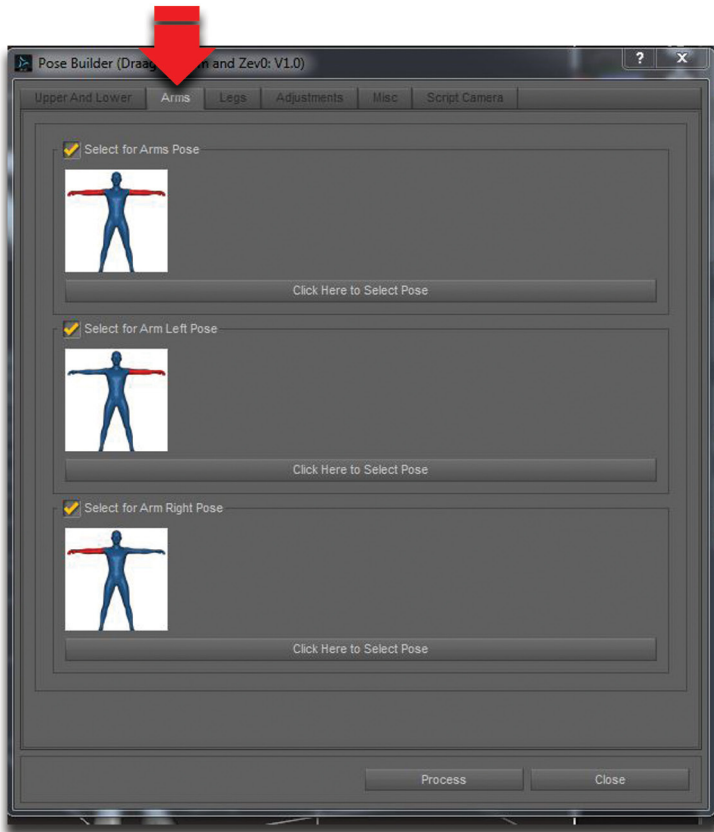 Pose Builder (Draag m and Zev0: V1.0)
? X
Upper And Lower Arms Legs Adjustments Misc Script Camera
Select for Arms Pose
Click Here to Select Pose
Select for Arm Left Pose
Click Here to Select Pose
Select for Arm Right Pose
Click Here to Select Pose
Process Close